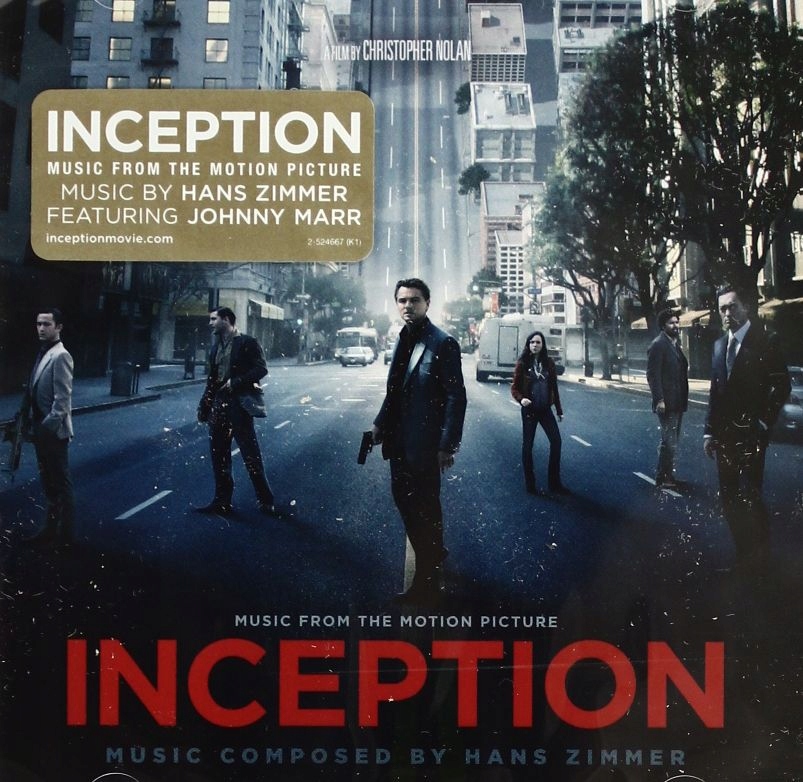 A FILM BY CHRISTOPHER NOLAN
INCEPTION
MUSIC FROM THE MOTION PICTURE
MUSIC BY HANS ZIMMER
FEATURING JOHNNY MARR
inceptionmovie.com 2-524667 (K1)
MUSIC FROM THE MOTION PICTURE
INCEPTION
MUSIC COMPOSED BY HANS ZIMMER